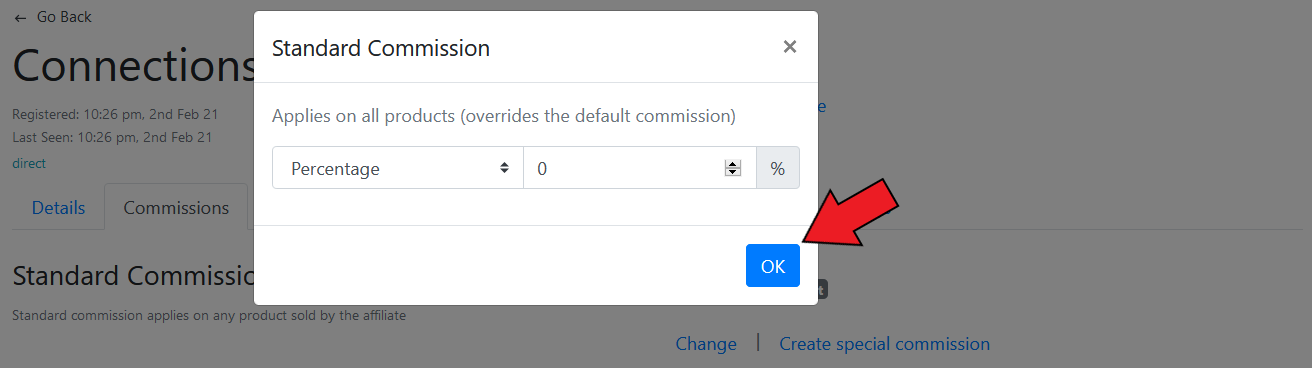 ← Go Back
Connections
Registered: 10:26 pm, 2nd Feb 21
Last Seen: 10:26 pm, 2nd Feb 21
direct
Details
Commissions
Standard Commission
×
Applies on all products (overrides the default commission)
Percentage
0
%
OK
Standard Commissio
Standard commission applies on any product sold by the affiliate
Change | Create special commission